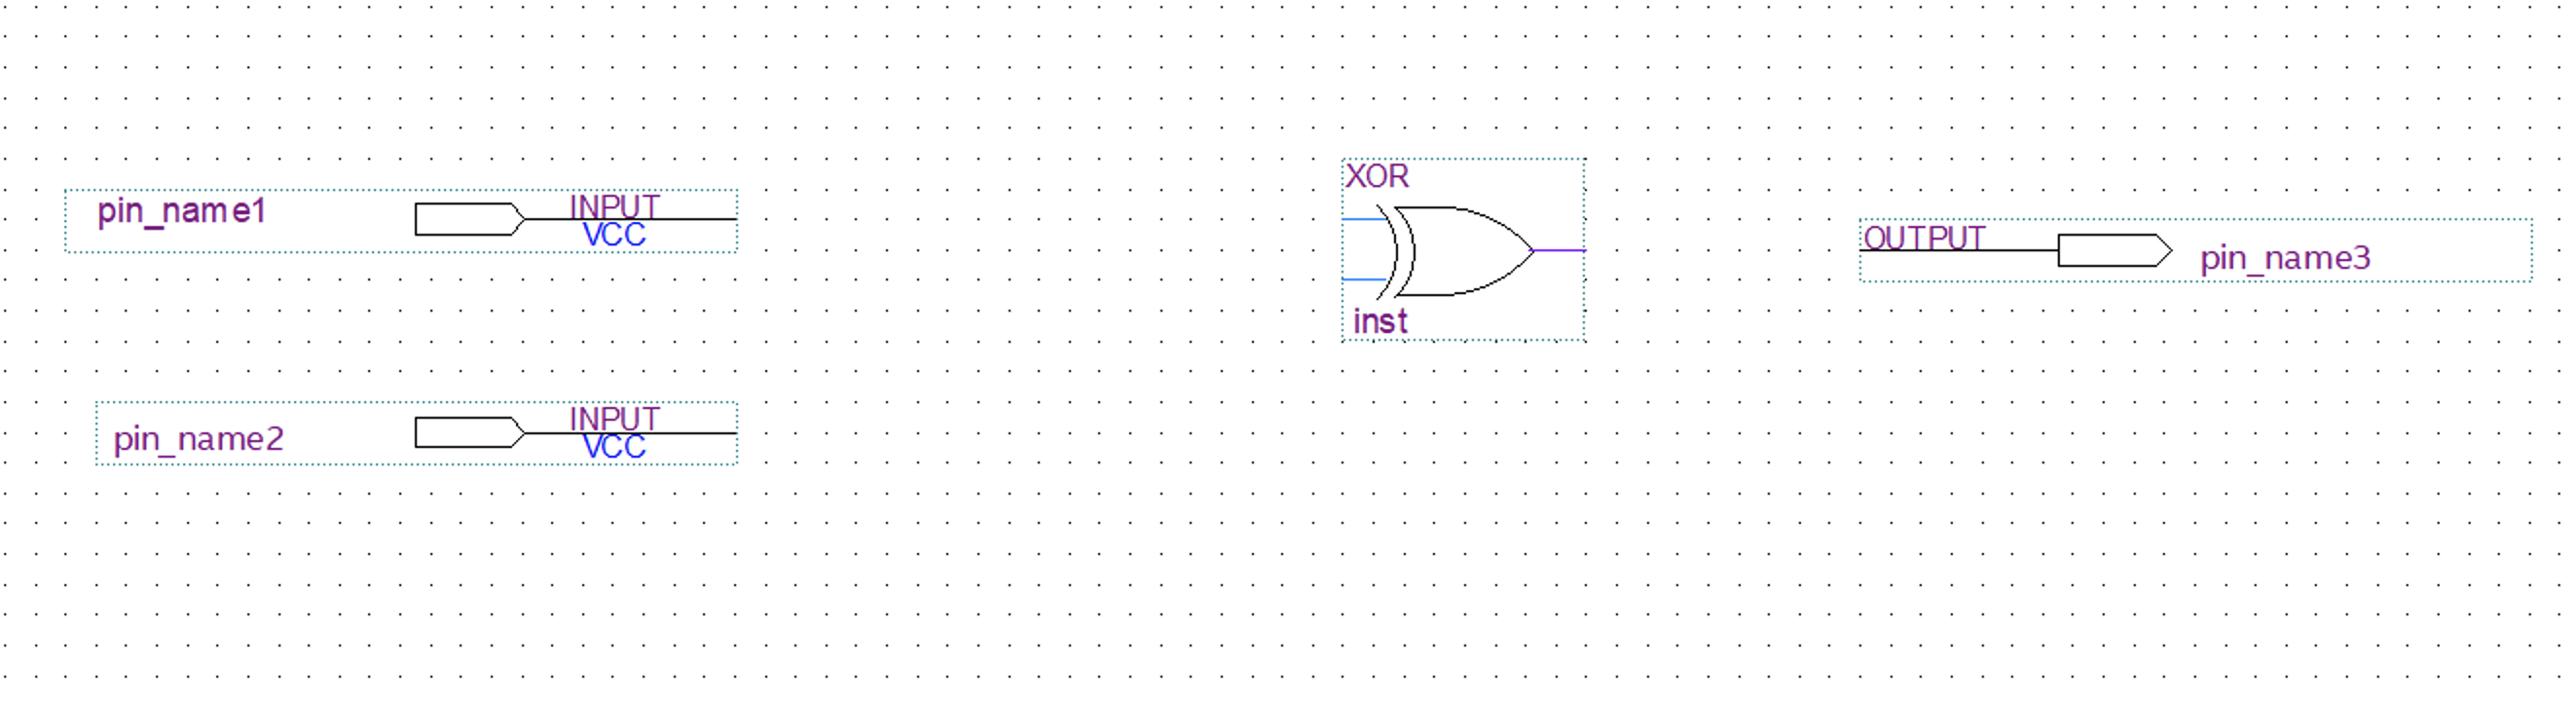 pin_name1
INPUT
VCC
pin_name2
INPUT
VCC
XOR
inst
OUTPUT
pin_name3